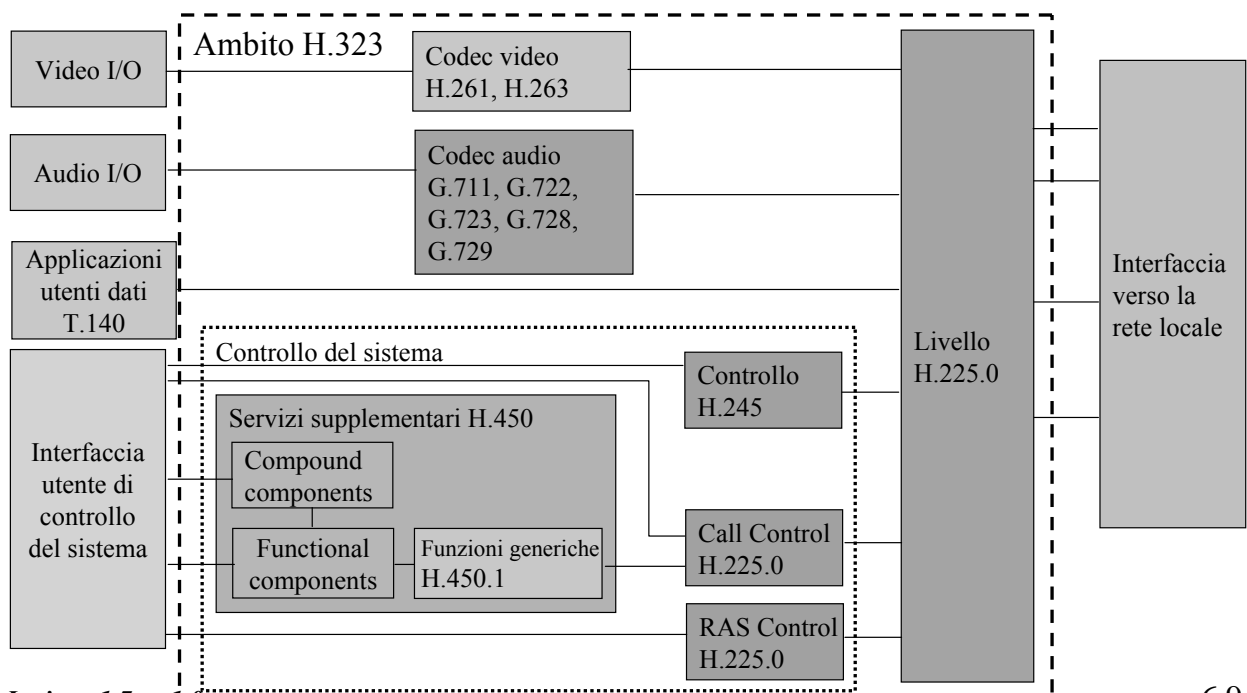 Ambito H.323
Video I/O
Codec video
H.261, H.263
Audio I/O
Codec audio
G.711, G.722,
G.723, G.728,
G.729
Applicazioni
utenti dati
T.140
Interfaccia
verso la
rete locale
Livello
H.225.0
Controllo del sistema
Controllo
H.245
Servizi supplementari H.450
Interfaccia
utente di
controllo
del sistema
Compound
components
Functional
components
Funzioni generiche
H.450.1
Call Control
H.225.0
RAS Control
H.225.0